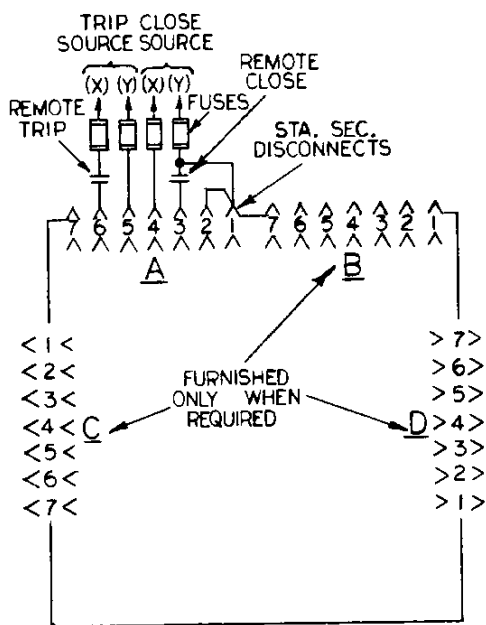 TRIP CLOSE
SOURCE SOURCE
(X) (Y) (X) (Y)
REMOTE
CLOSE
FUSES
REMOTE
TRIP
STA. SEC.
DISCONNECTS
7 6 5 4 3 2 1
7 6 5 4 3 2 1
A
B
1
2
3
4
5
6
7
C
FURNISHED
ONLY WHEN
REQUIRED
D
7
6
5
4
3
2
1